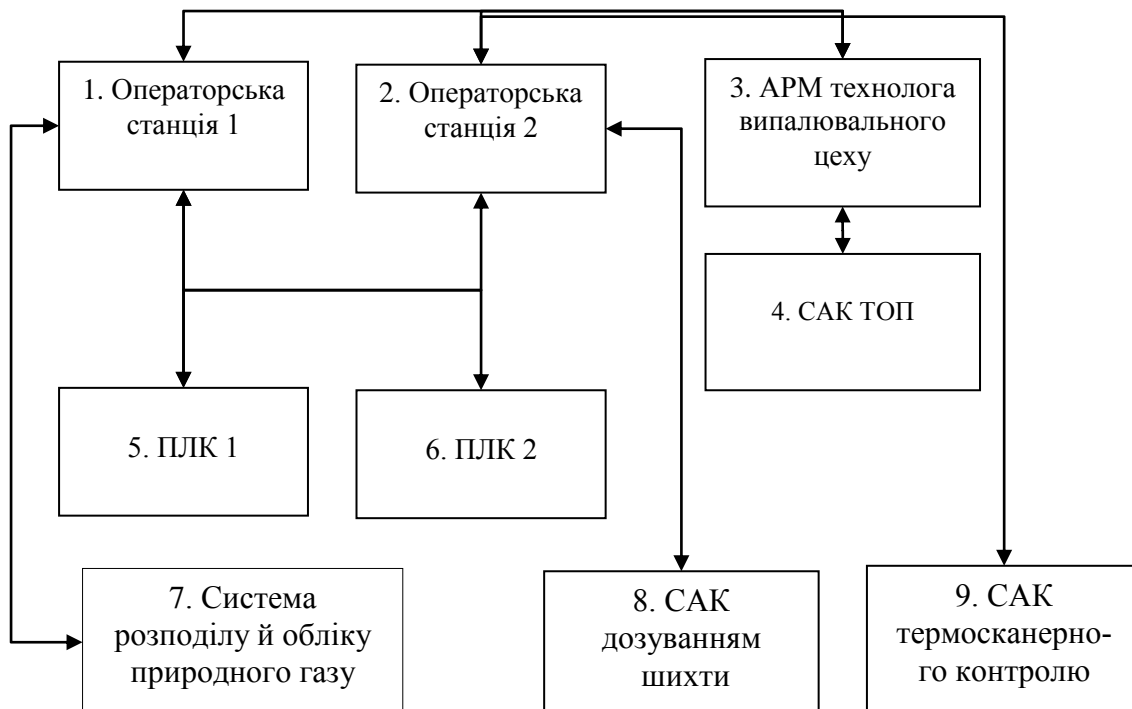 1. Операторська
станція 1
2. Операторська
станція 2
3. АРМ технолога
випалювального
цеху
4. САК ТОП
5. ПЛК 1
6. ПЛК 2
7. Система
розподілу й обліку
природного газу
8. САК
дозуванням
шихти
9. САК
термосканерно-
го контролю